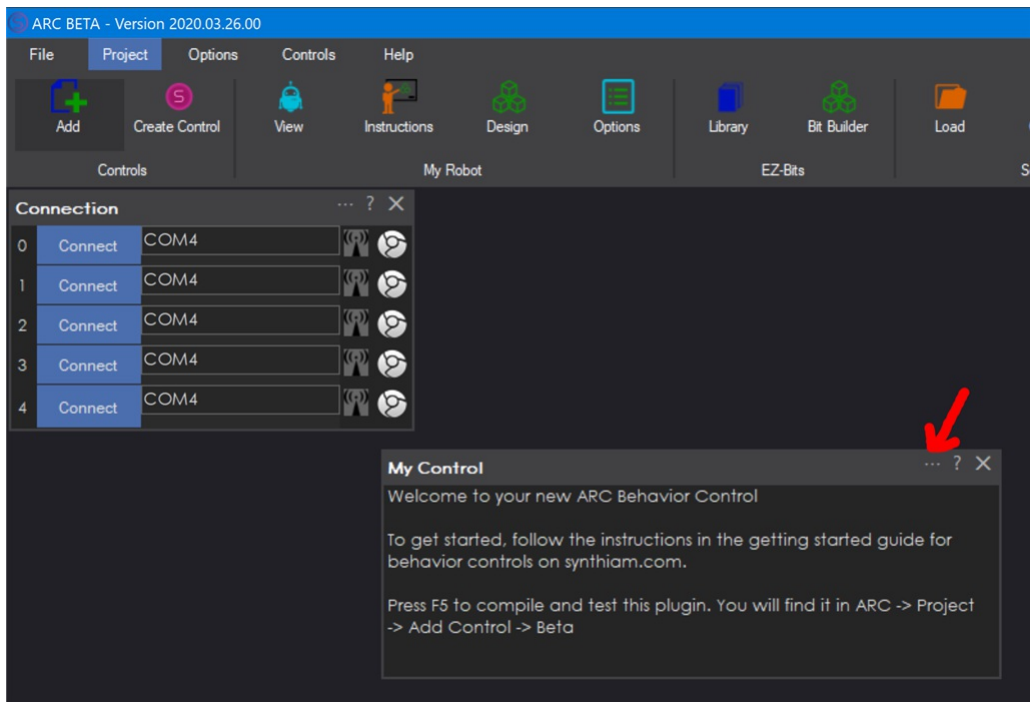 ARC BETA - Version 2020.03.26.00
File Project Options Controls Help
Add Create Control View Instructions Design Options Library Bit Builder Load
Controls My Robot EZ-Bits S
Connection ... ? X
0 Connect COM4
1 Connect COM4
2 Connect COM4
3 Connect COM4
4 Connect COM4
My Control ... ? X
Welcome to your new ARC Behavior Control
To get started, follow the instructions in the getting started guide for
behavior controls on synthiam.com.
Press F5 to compile and test this plugin. You will find it in ARC -> Project
-> Add Control -> Beta